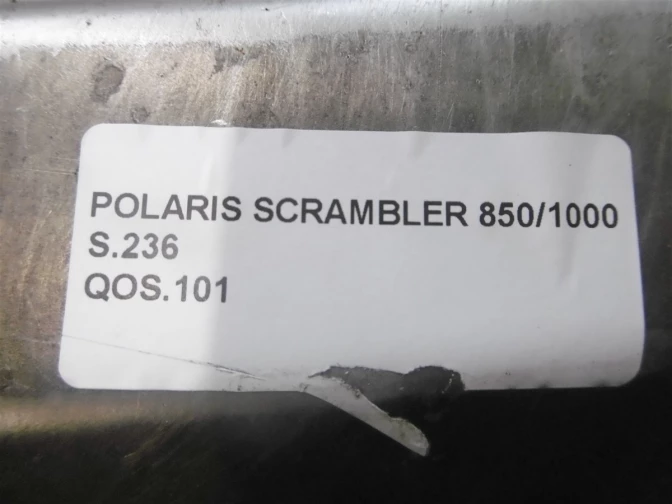 POLARIS SCRAMBLER 850/1000
S.236
QOS.101